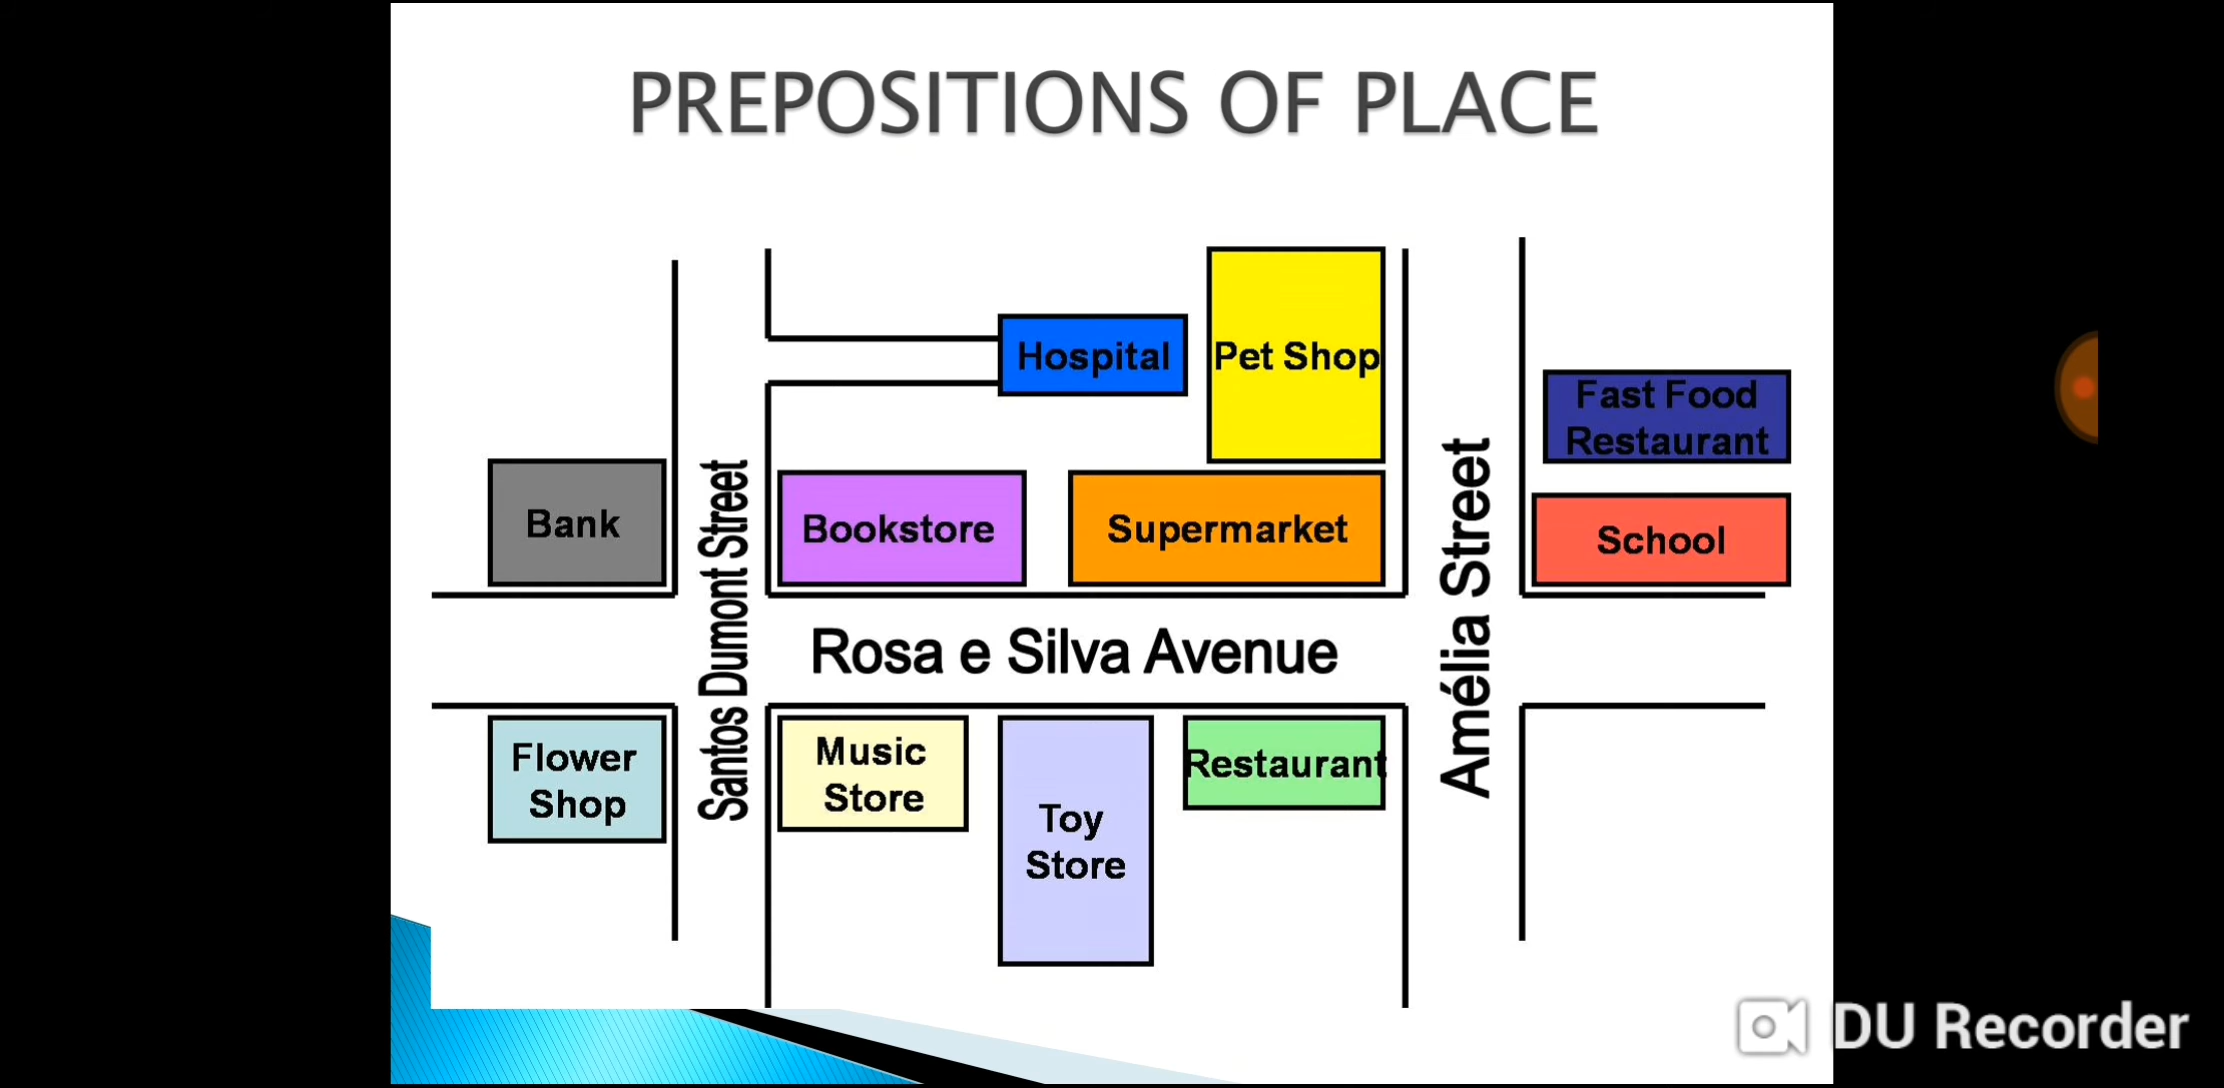 PREPOSITIONS OF PLACE
Hospital
Pet Shop
Fast Food
Restaurant
Bank
Bookstore
Supermarket
School
Santos Dumont Street
Rosa e Silva Avenue
Amélia Street
Flower
Shop
Music
Store
Toy
Store
Restaurant
DU Recorder